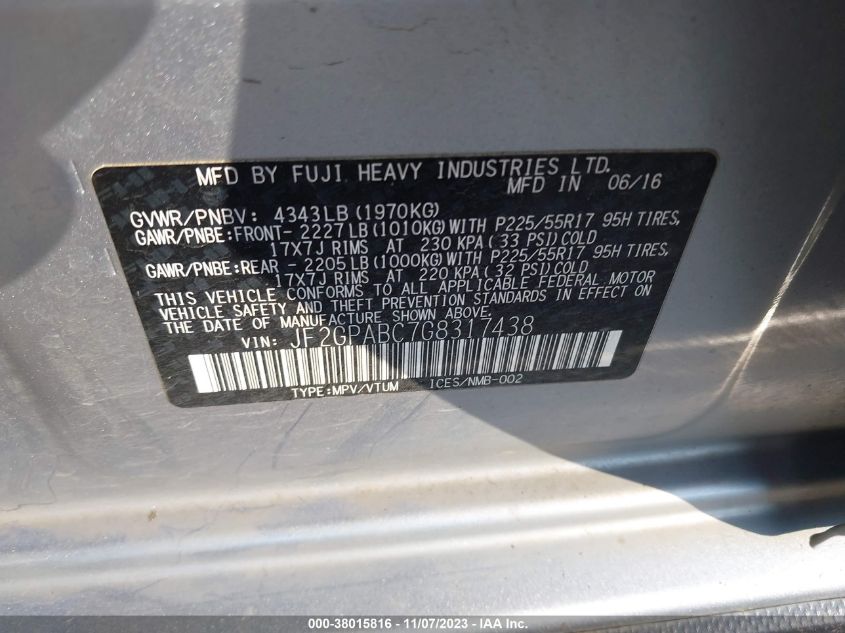 MFD BY FUJI HEAVY INDUSTRIES LTD.
MFD IN 06/16
GVWR/PNBV: 4343LB (1970KG)
GAWR/PNBE:FRONT- 2227LB (1010KG) WITH P225/55R17 95H TIRES,
17X7J RIMS AT 230 KPA (33 PSI) COLD
GAWR/PNBE:REAR - 2205LB (1000KG) WITH P225/55R17 95H TIRES,
17X7J RIMS AT 220 KPA (32 PSI) COLD
THIS VEHICLE CONFORMS TO ALL APPLICABLE FEDERAL MOTOR
VEHICLE SAFETY AND BUMPER STANDARDS IN EFFECT ON
THE DATE OF MANUFACTURE SHOWN ABOVE.
VIN: JF2GPABC7G8317438
TYPE:MPV/VTUM ICES/NMB-002
000-38015816 - 11/07/2023 - IAA Inc.